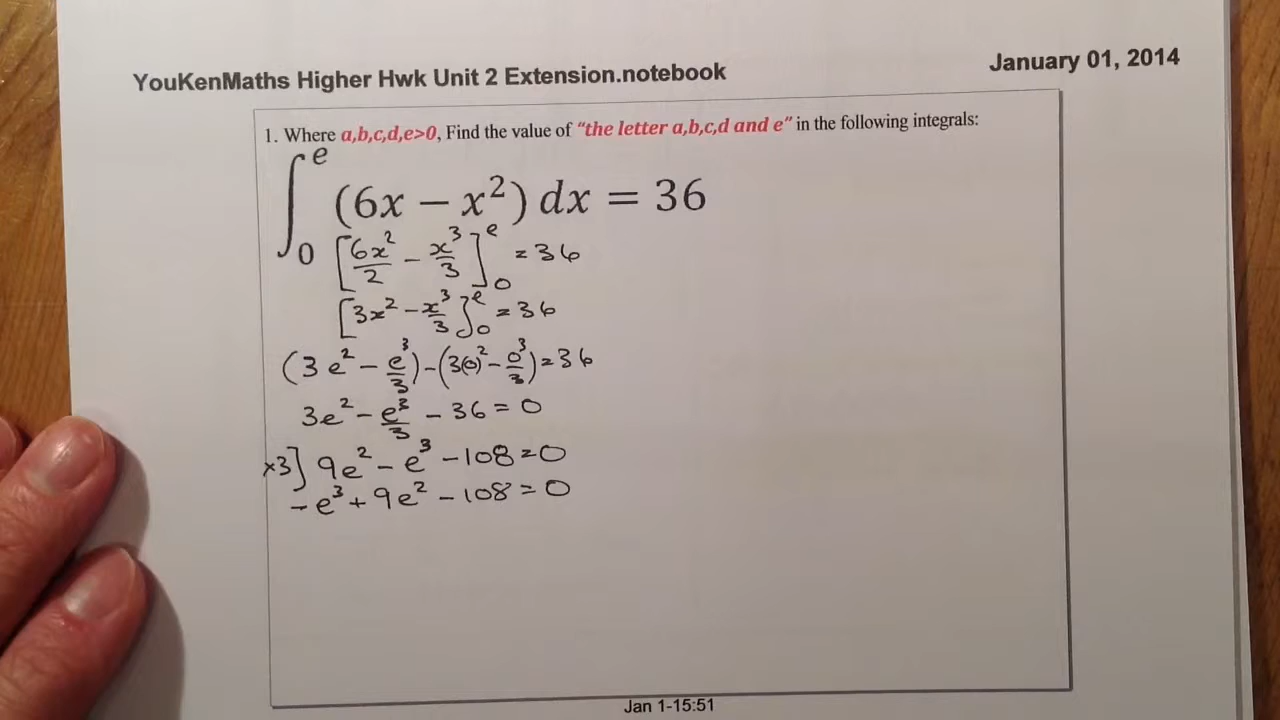 YouKenMaths Higher Hwk Unit 2 Extension.notebook
January 01, 2014
1. Where a,b,c,d,e>0, Find the value of "the letter a,b,c,d and e" in the following integrals:
∫₀ᵉ (6x − x²) dx = 36
[6x²/2 − x³/3]₀ᵉ = 36
[3x² − x³/3]₀ᵉ = 36
(3e² − e³/3) − (3(0)² − 0³/3) = 36
3e² − e³/3 − 36 = 0
×3] 9e² − e³ − 108 = 0
−e³ + 9e² − 108 = 0
Jan 1-15:51